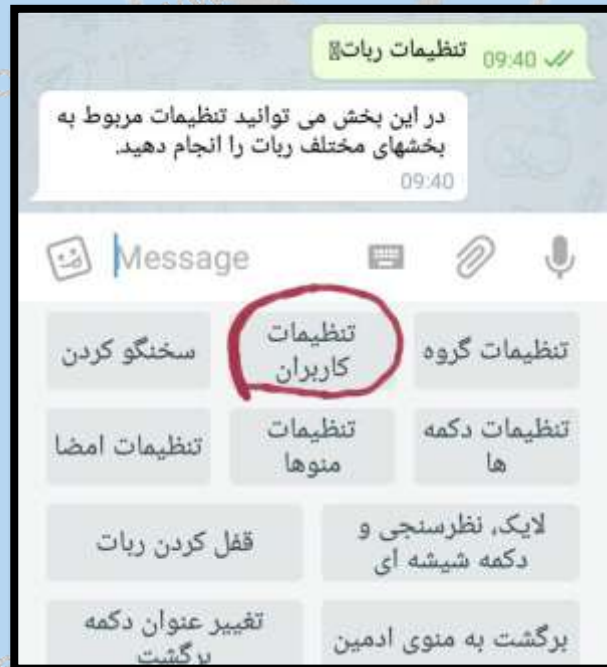 تنظیمات ربات
09:40
در این بخش می توانید تنظیمات مربوط به
بخشهای مختلف ربات را انجام دهید.
09:40
Message
تنظیمات گروه
تنظیمات
کاربران
سخنگو کردن
تنظیمات دکمه
ها
تنظیمات
منوها
تنظیمات امضا
لایک، نظرسنجی و
دکمه شیشه ای
قفل کردن ربات
برگشت به منوی ادمین
تغییر عنوان دکمه
برگشت